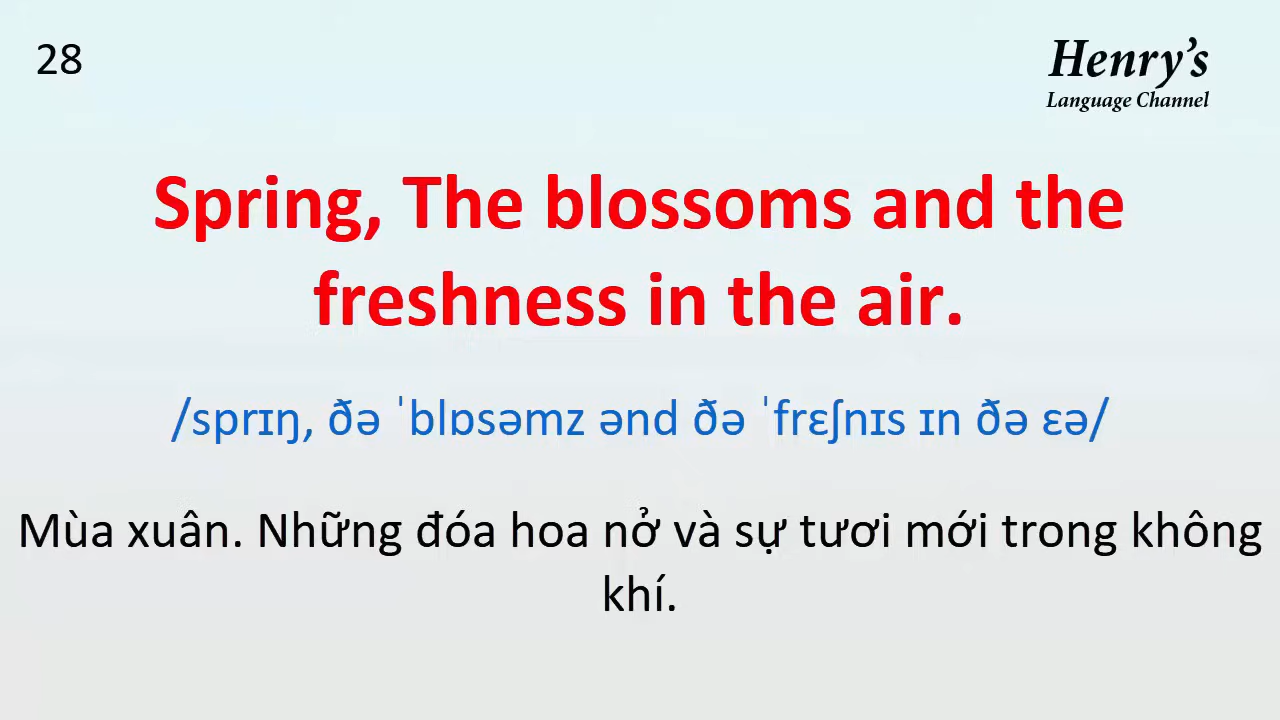 28
Henry's
Language Channel
Spring, The blossoms and the
freshness in the air.
/sprɪŋ, ðə ˈblɒsəmz ənd ðə ˈfrɛʃnɪs ɪn ðə ɛə/
Mùa xuân. Những đóa hoa nở và sự tươi mới trong không
khí.